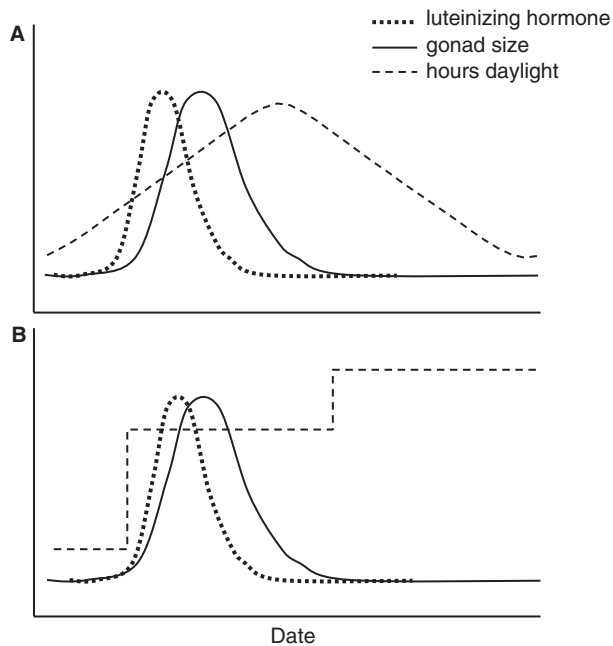 A
luteinizing hormone
gonad size
hours daylight
B
Date